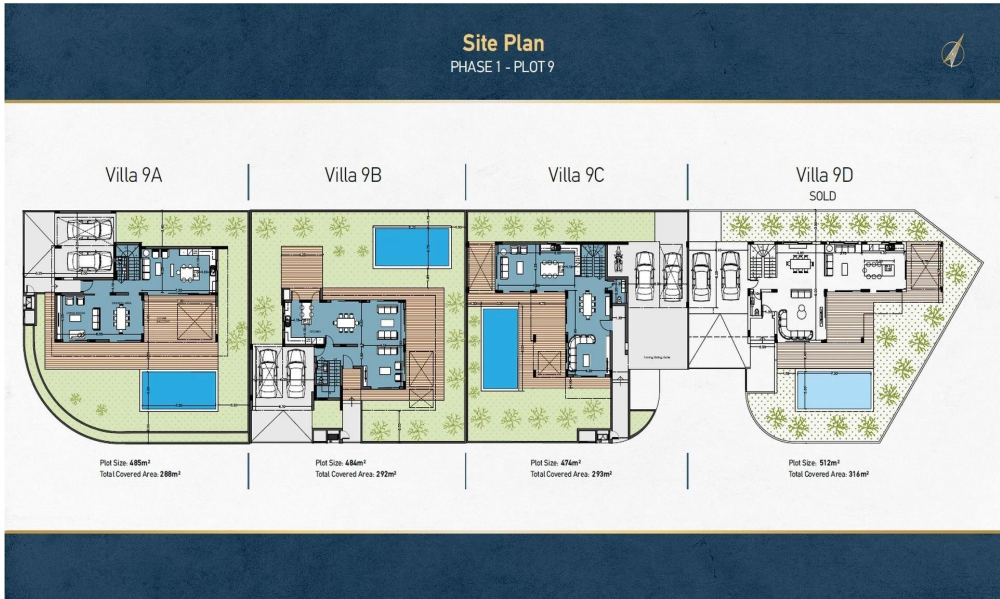 Site Plan
PHASE 1 - PLOT 9
Villa 9A
Villa 9B
Villa 9C
Villa 9D
SOLD
Plot Size: 485m²
Total Covered Area: 288m²
Plot Size: 484m²
Total Covered Area: 292m²
Plot Size: 474m²
Total Covered Area: 293m²
Plot Size: 512m²
Total Covered Area: 316m²